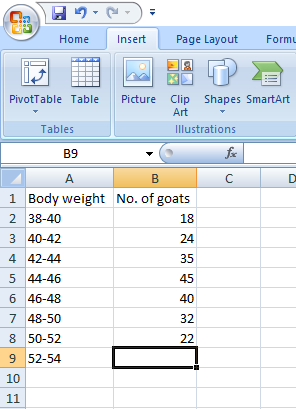 Home Insert Page Layout Formu
PivotTable Table Picture Clip Art Shapes SmartArt
Tables Illustrations
B9 fx
A B C D
1 Body weight No. of goats
2 38-40 18
3 40-42 24
4 42-44 35
5 44-46 45
6 46-48 40
7 48-50 32
8 50-52 22
9 52-54
10
11